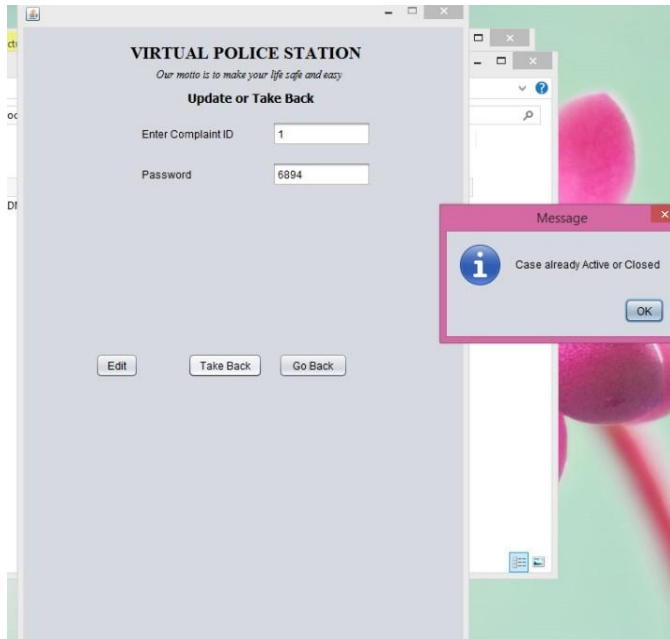 VIRTUAL POLICE STATION
Our motto is to make your life safe and easy
Update or Take Back
Enter Complaint ID
1
Password
6894
Edit
Take Back
Go Back
Message
Case already Active or Closed
OK